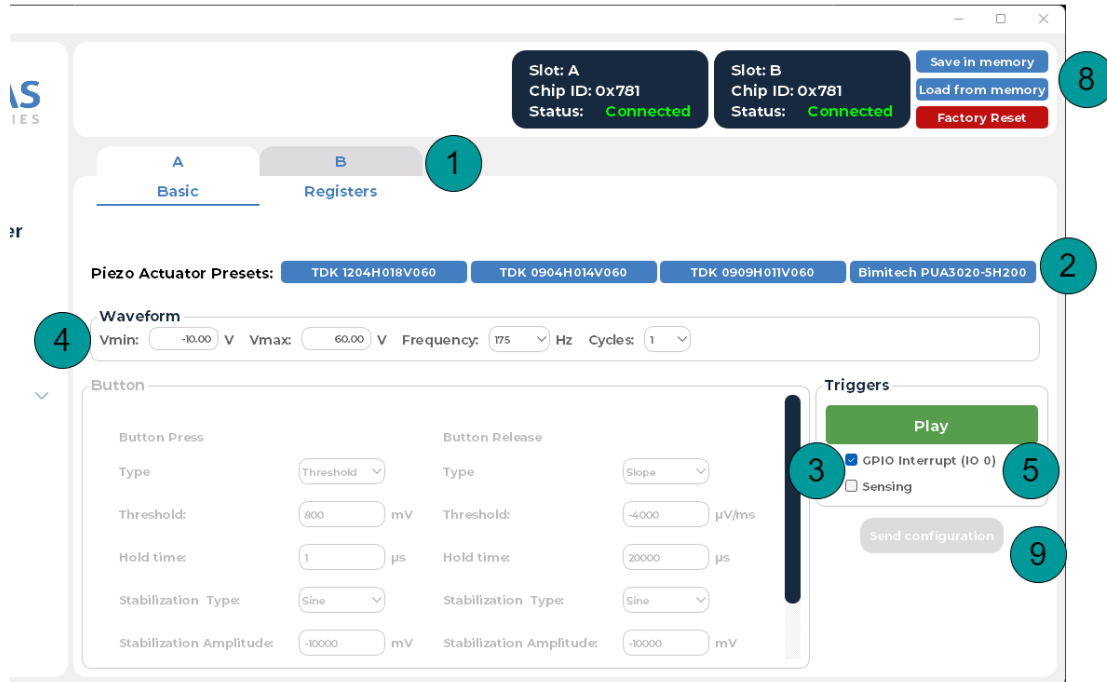 Slot: A
Chip ID: 0x781
Status: Connected
Slot: B
Chip ID: 0x781
Status: Connected
Save in memory
Load from memory
Factory Reset
8
AS
IES
A
B
1
Basic
Registers
er
Piezo Actuator Presets:
TDK 1204H018V060
TDK 0904H014V060
TDK 0909H011V060
Bimitech PUA3020-5H200
2
Waveform
4
Vmin: -10.00 V Vmax: 60.00 V Frequency: 175 Hz Cycles: 1
Button
Button Press
Type Threshold
Threshold: 800 mV
Hold time: 1 µs
Stabilization Type: Sine
Stabilization Amplitude: -10000 mV
Button Release
Type Slope
Threshold: -4000 µV/ms
Hold time: 20000 µs
Stabilization Type: Sine
Stabilization Amplitude: -10000 mV
Triggers
Play
3
GPIO Interrupt (IO 0)
5
Sensing
Send configuration
9